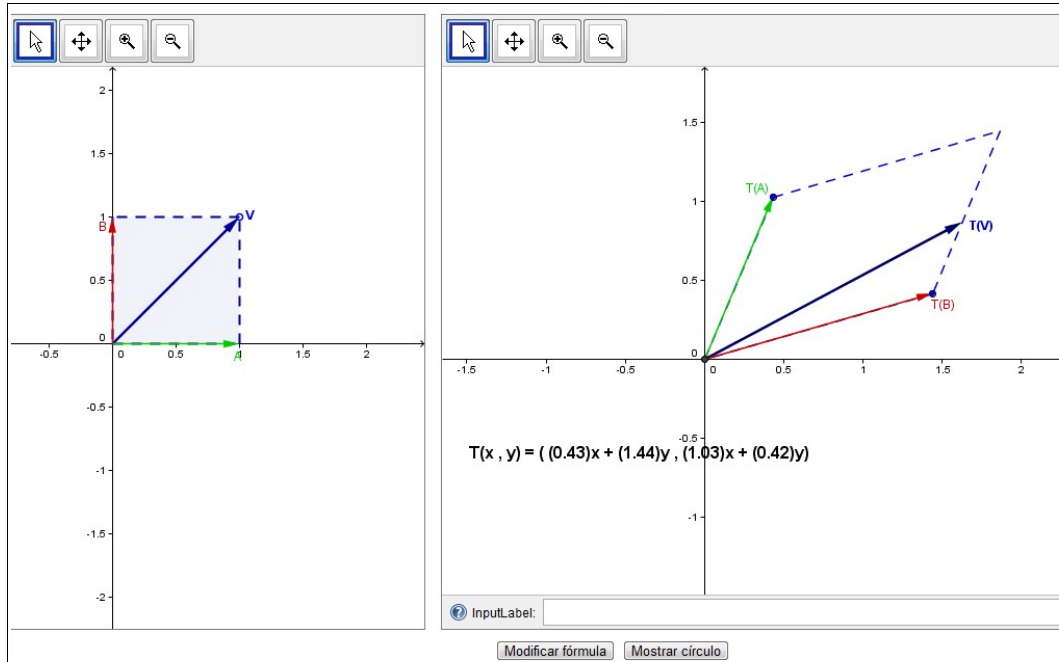 2
1.5
1
B
V
0.5
0
-0.5
0
0.5
A
1
1.5
2
-0.5
-1
-1.5
-2
1.5
T(A)
1
T(V)
0.5
T(B)
0
-1.5
-1
-0.5
0
0.5
1
1.5
2
-0.5
T(x , y) = ( (0.43)x + (1.44)y , (1.03)x + (0.42)y)
-1
InputLabel:
Modificar fórmula
Mostrar círculo